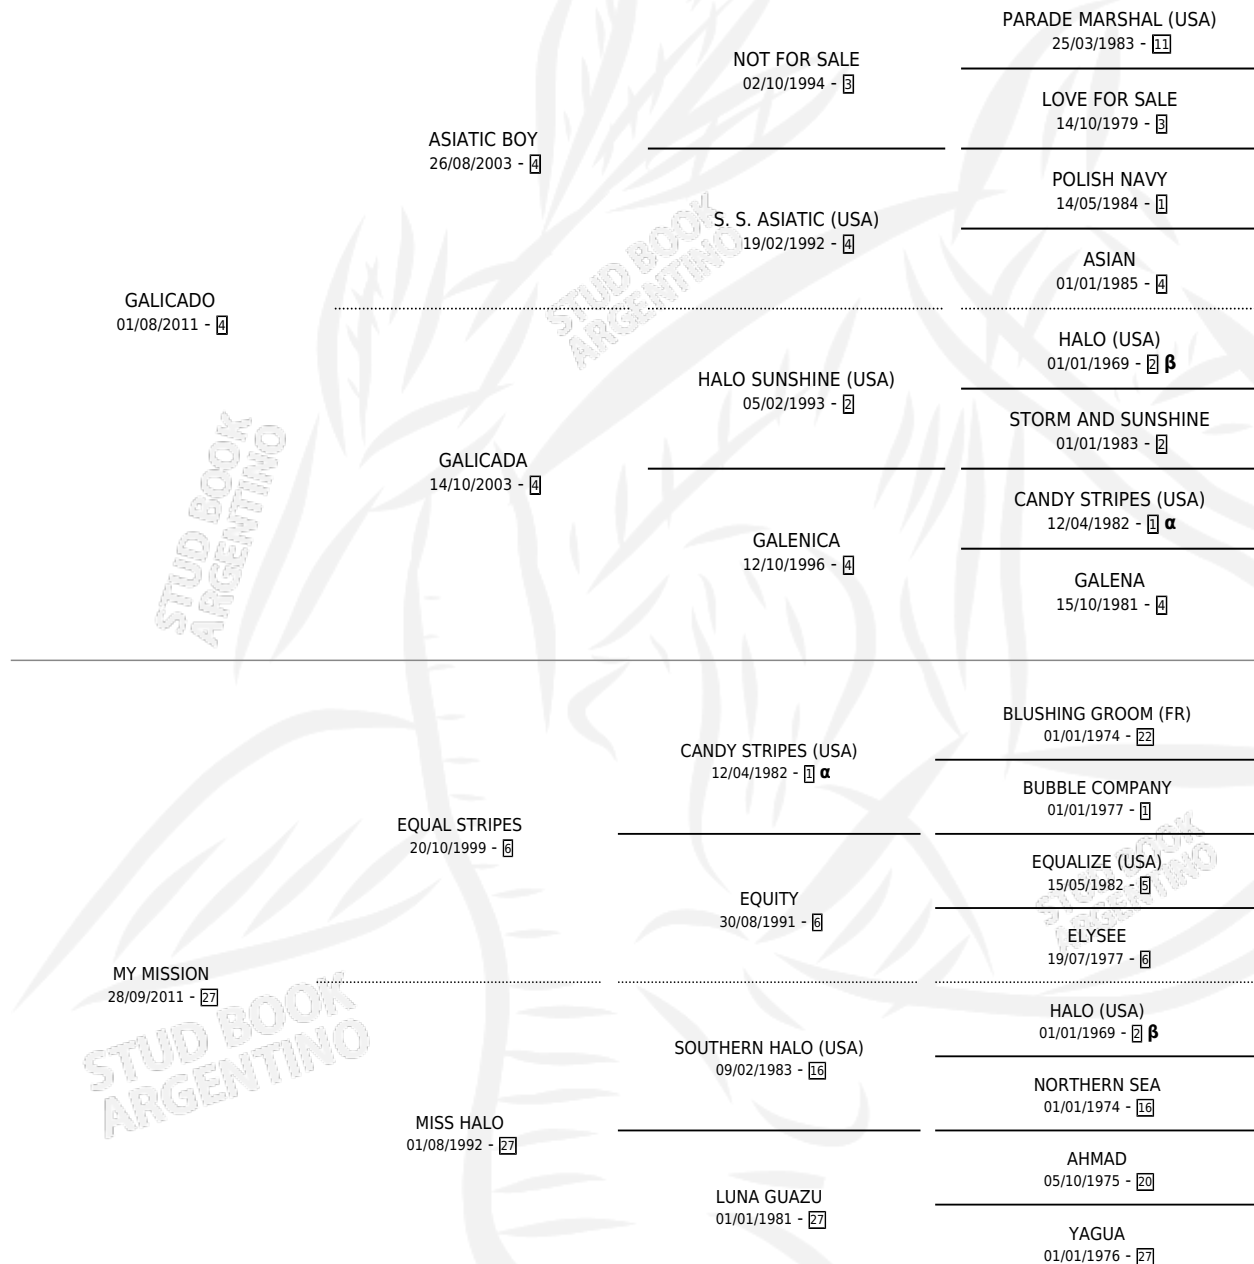 PARADE MARSHAL (USA)
25/03/1983 - 11
NOT FOR SALE
02/10/1994 - 3
LOVE FOR SALE
14/10/1979 - 3
ASIATIC BOY
26/08/2003 - 4
POLISH NAVY
14/05/1984 - 1
S. S. ASIATIC (USA)
19/02/1992 - 4
ASIAN
01/01/1985 - 4
STUD BOOK
ARGENTINO
GALICADO
01/08/2011 - 4
HALO (USA)
01/01/1969 - 2 β
HALO SUNSHINE (USA)
05/02/1993 - 2
STORM AND SUNSHINE
01/01/1983 - 2
GALICADA
14/10/2003 - 4
CANDY STRIPES (USA)
12/04/1982 - 1 α
GALENICA
12/10/1996 - 4
GALENA
15/10/1981 - 4
STUD BOOK
ARGENTINO
BLUSHING GROOM (FR)
01/01/1974 - 22
CANDY STRIPES (USA)
12/04/1982 - 1 α
BUBBLE COMPANY
01/01/1977 - 1
EQUAL STRIPES
20/10/1999 - 6
EQUALIZE (USA)
15/05/1982 - 5
EQUITY
30/08/1991 - 6
ELYSEE
19/07/1977 - 6
STUD BOOK
ARGENTINO
MY MISSION
28/09/2011 - 27
HALO (USA)
01/01/1969 - 2 β
SOUTHERN HALO (USA)
09/02/1983 - 16
NORTHERN SEA
01/01/1974 - 16
STUD BOOK
ARGENTINO
MISS HALO
01/08/1992 - 27
AHMAD
05/10/1975 - 20
LUNA GUAZU
01/01/1981 - 27
YAGUA
01/01/1976 - 27